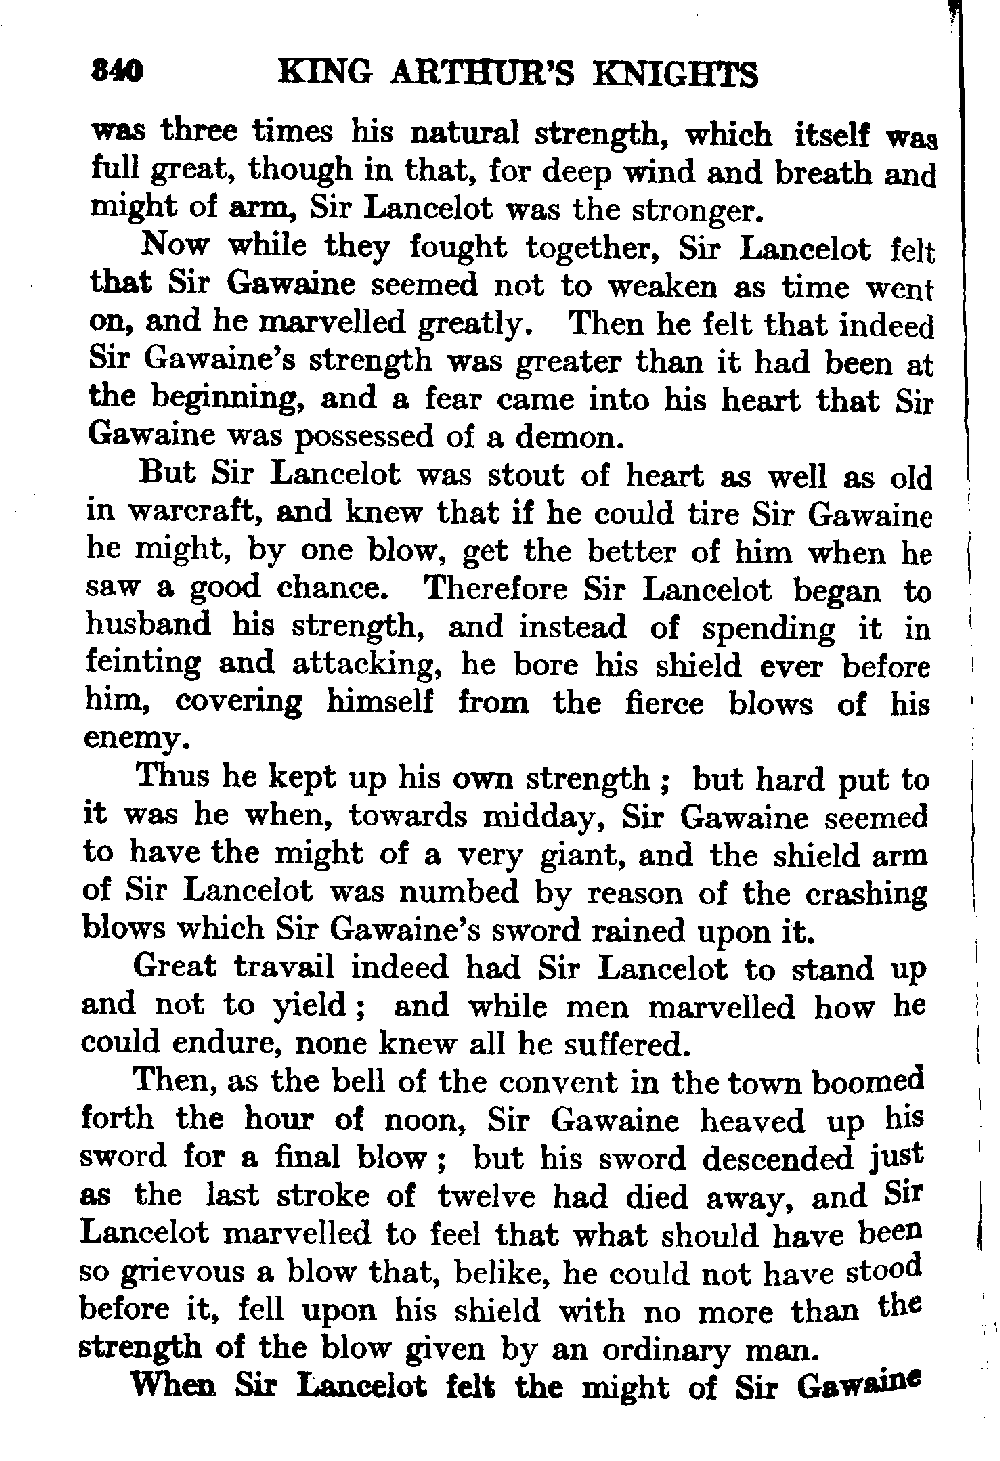 340 KING ARTHUR'S KNIGHTS
was three times his natural strength, which itself was
full great, though in that, for deep wind and breath and
might of arm, Sir Lancelot was the stronger.
Now while they fought together, Sir Lancelot felt
that Sir Gawaine seemed not to weaken as time went
on, and he marvelled greatly. Then he felt that indeed
Sir Gawaine's strength was greater than it had been at
the beginning, and a fear came into his heart that Sir
Gawaine was possessed of a demon.
But Sir Lancelot was stout of heart as well as old
in warcraft, and knew that if he could tire Sir Gawaine
he might, by one blow, get the better of him when he
saw a good chance. Therefore Sir Lancelot began to
husband his strength, and instead of spending it in
feinting and attacking, he bore his shield ever before
him, covering himself from the fierce blows of his
enemy.
Thus he kept up his own strength ; but hard put to
it was he when, towards midday, Sir Gawaine seemed
to have the might of a very giant, and the shield arm
of Sir Lancelot was numbed by reason of the crashing
blows which Sir Gawaine's sword rained upon it.
Great travail indeed had Sir Lancelot to stand up
and not to yield ; and while men marvelled how he
could endure, none knew all he suffered.
Then, as the bell of the convent in the town boomed
forth the hour of noon, Sir Gawaine heaved up his
sword for a final blow ; but his sword descended just
as the last stroke of twelve had died away, and Sir
Lancelot marvelled to feel that what should have been
so grievous a blow that, belike, he could not have stood
before it, fell upon his shield with no more than the
strength of the blow given by an ordinary man.
When Sir Lancelot felt the might of Sir Gawaine